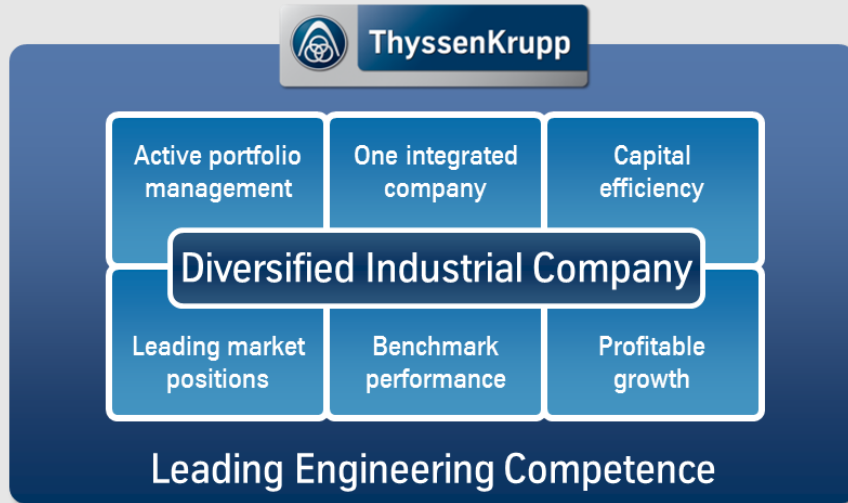 ThyssenKrupp
Active portfolio
management
One integrated
company
Capital
efficiency
Diversified Industrial Company
Leading market
positions
Benchmark
performance
Profitable
growth
Leading Engineering Competence